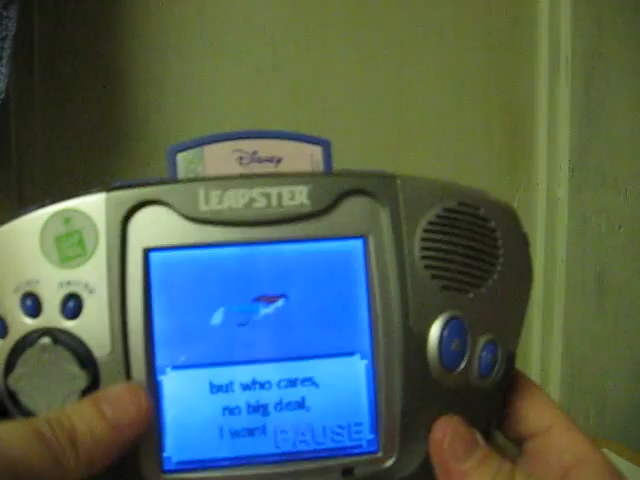 Disney
LEAPSTER
but who cares,
no big deal,
I want PAUSE